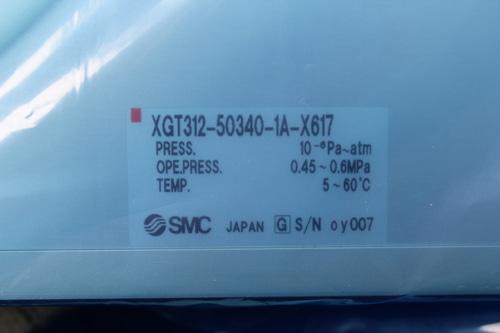 XGT312-50340-1A-X617
PRESS. 10⁻⁶Pa~atm
OPE.PRESS. 0.45~0.6MPa
TEMP. 5~60°C
SMC JAPAN G S/N oy007